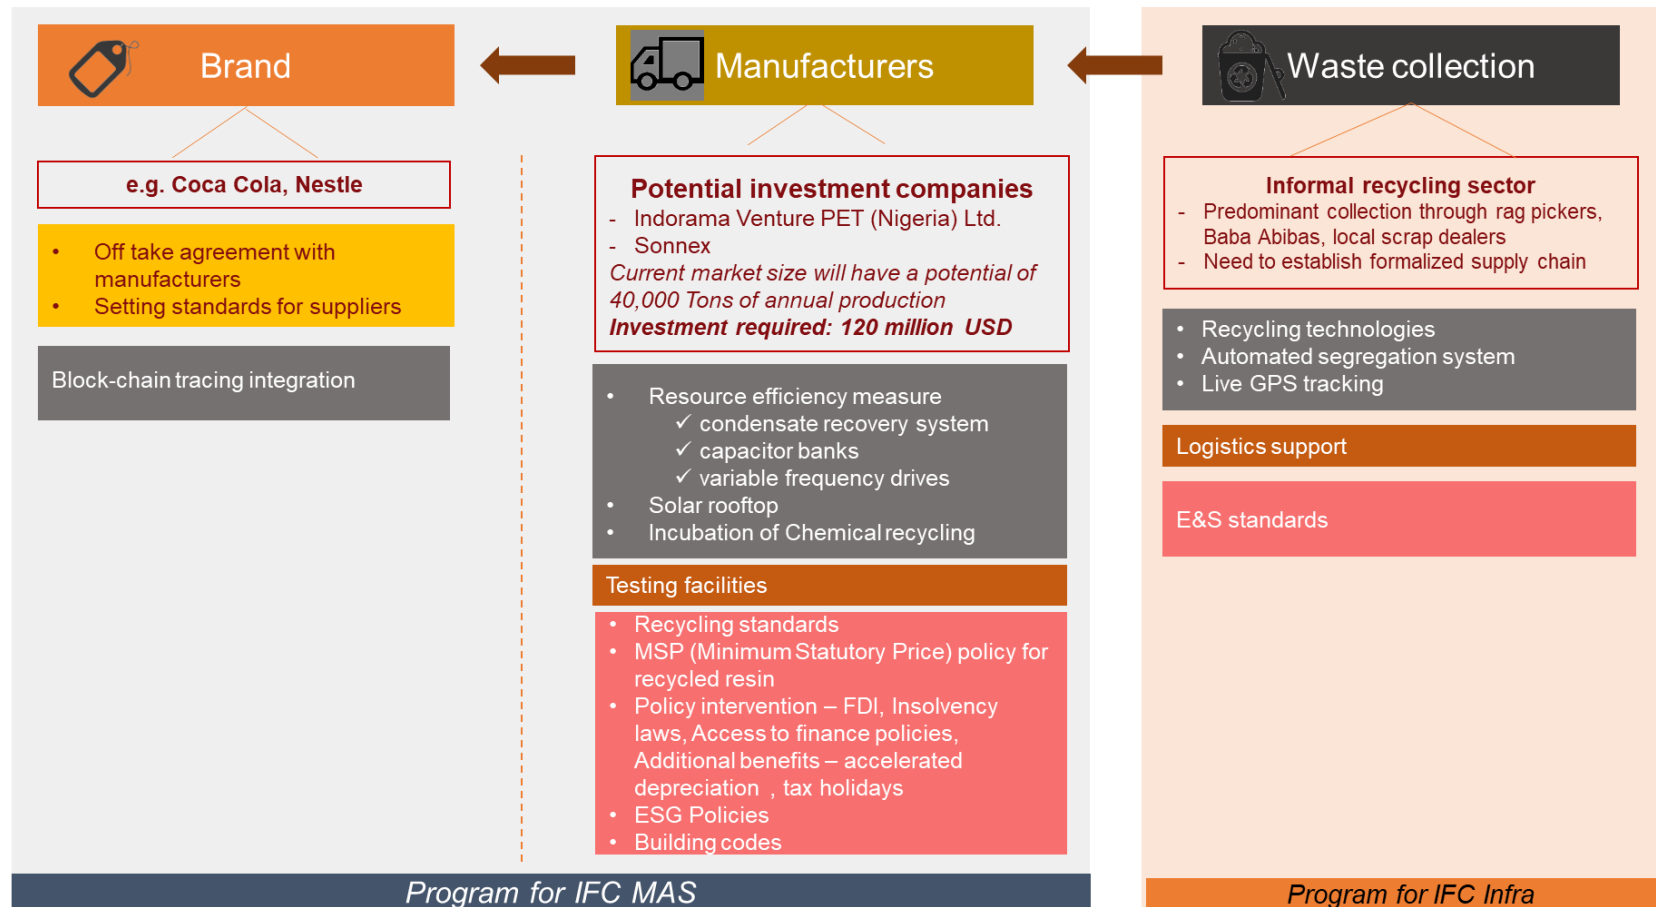 Brand
e.g. Coca Cola, Nestle
• Off take agreement with
manufacturers
• Setting standards for suppliers
Block-chain tracing integration
Manufacturers
Potential investment companies
- Indorama Venture PET (Nigeria) Ltd.
- Sonnex
Current market size will have a potential of
40,000 Tons of annual production
Investment required: 120 million USD
• Resource efficiency measure
✓ condensate recovery system
✓ capacitor banks
✓ variable frequency drives
• Solar rooftop
• Incubation of Chemical recycling
Testing facilities
• Recycling standards
• MSP (Minimum Statutory Price) policy for
recycled resin
• Policy intervention – FDI, Insolvency
laws, Access to finance policies,
Additional benefits – accelerated
depreciation , tax holidays
• ESG Policies
• Building codes
Program for IFC MAS
Waste collection
Informal recycling sector
- Predominant collection through rag pickers,
Baba Abibas, local scrap dealers
- Need to establish formalized supply chain
• Recycling technologies
• Automated segregation system
• Live GPS tracking
Logistics support
E&S standards
Program for IFC Infra